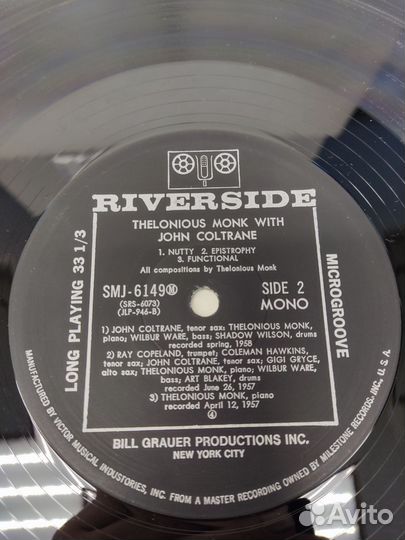 RIVERSIDE
THELONIOUS MONK WITH
JOHN COLTRANE
1. NUTTY 2. EPISTROPHY
3. FUNCTIONAL
All compositions by Thelonious Monk
SMJ-6149Ⓜ
(SRS-6073)
(JLP-946-B)
SIDE 2
MONO
1) JOHN COLTRANE, tenor sax; THELONIOUS MONK,
piano; WILBUR WARE, bass; SHADOW WILSON, drums
recorded spring, 1958
2) RAY COPELAND, trumpet; COLEMAN HAWKINS,
tenor sax; JOHN COLTRANE, tenor sax; GIGI GRYCE,
alto sax; THELONIOUS MONK, piano; WILBUR WARE,
bass; ART BLAKEY, drums
recorded June 26, 1957
3) THELONIOUS MONK, piano
recorded April 12, 1957
④
BILL GRAUER PRODUCTIONS INC.
NEW YORK CITY
LONG PLAYING 33 1/3
MICROGROOVE
MANUFACTURED BY VICTOR MUSICAL INDUSTRIES, INC. FROM A MASTER RECORDING OWNED BY MILESTONE RECORDS, INC., U.S.A.
Avito